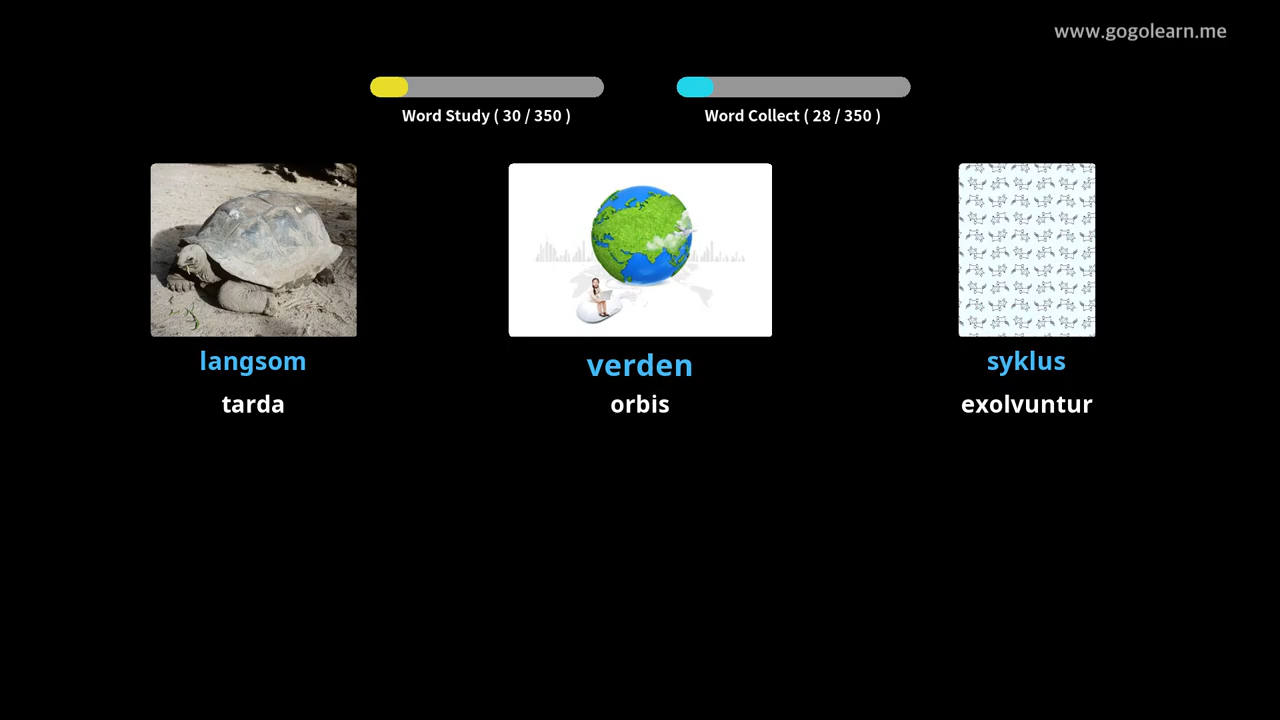 www.gogolearn.me
Word Study ( 30 / 350 )
Word Collect ( 28 / 350 )
langsom
verden
syklus
tarda
orbis
exolvuntur